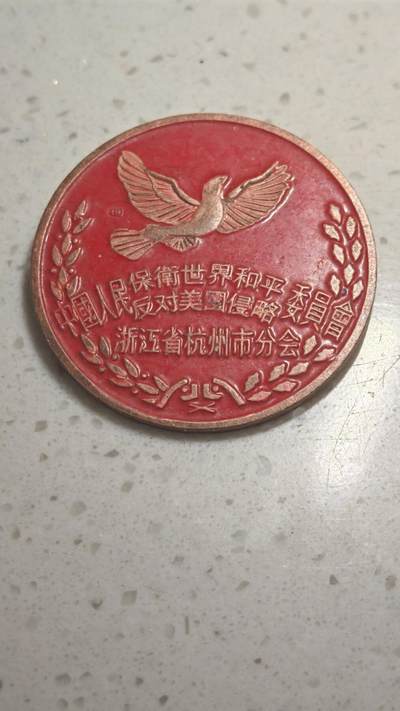 中國人民保衛世界和平委員會
反对美國侵略
浙江省杭州市分会